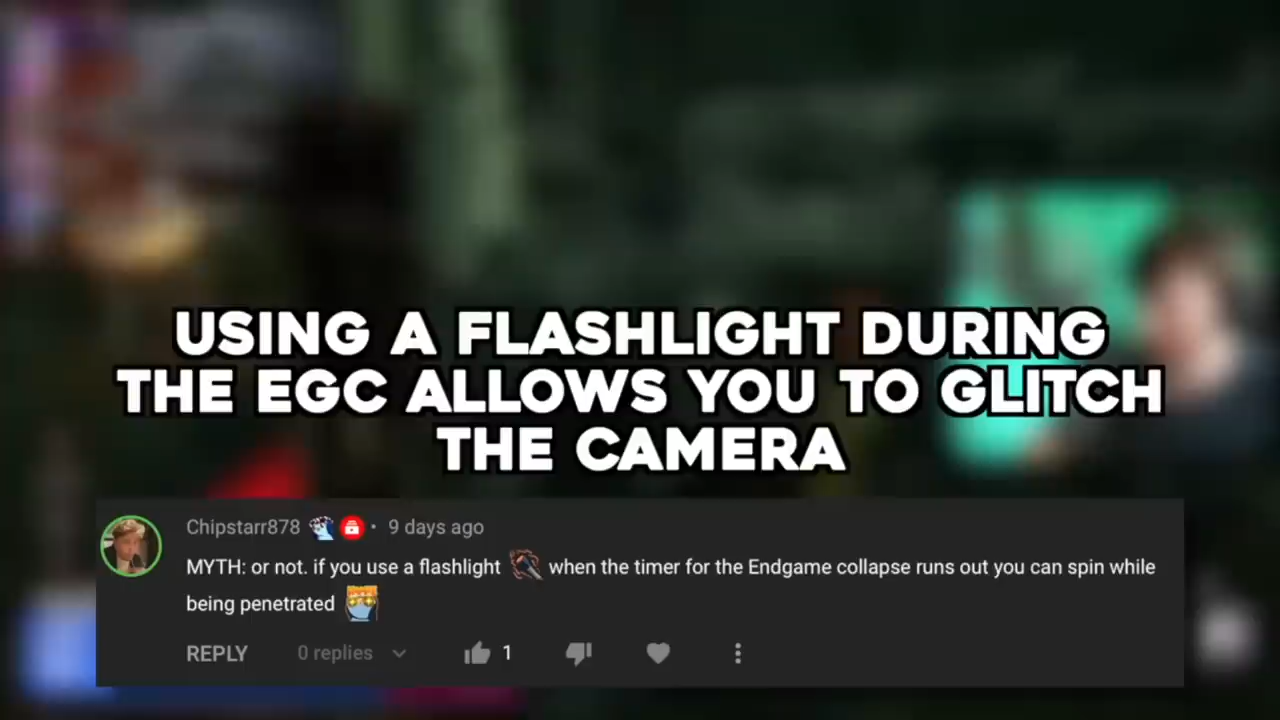 USING A FLASHLIGHT DURING
THE EGC ALLOWS YOU TO GLITCH
THE CAMERA
Chipstarr878 • 9 days ago
MYTH: or not. if you use a flashlight when the timer for the Endgame collapse runs out you can spin while
being penetrated
REPLY 0 replies 1